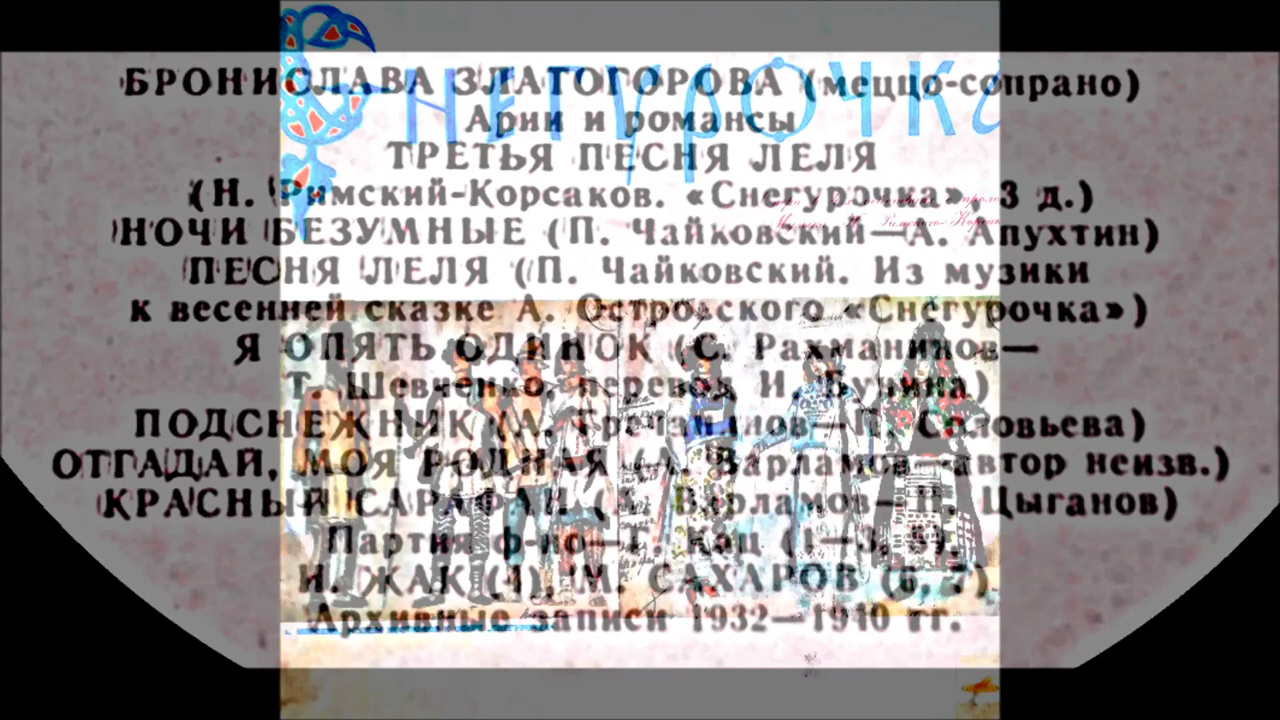 БРОНИСЛАВА ЗЛАТОГОРОВА (меццо-сопрано)
Снегурочка
Арии и романсы
ТРЕТЬЯ ПЕСНЯ ЛЕЛЯ
(Н. Римский-Корсаков. «Снегурочка», 3 д.)
НОЧИ БЕЗУМНЫЕ (П. Чайковский—А. Апухтин)
ПЕСНЯ ЛЕЛЯ (П. Чайковский. Из музыки
к весенней сказке А. Островского «Снегурочка»)
Я ОПЯТЬ ОДИНОК (С. Рахманинов—
Т. Шевченко, перевод И. Бунина)
ПОДСНЕЖНИК (А. Гречанинов—П. Соловьева)
ОТГАДАЙ, МОЯ РОДНАЯ (А. Варламов—автор неизв.)
КРАСНЫЙ САРАФАН (А. Варламов—Н. Цыганов)
Партия ф-но—Г. Кац (1—3,
И. ЖАК (4), М. САХАРОВ (6, 7)
Архивные записи 1932—1940 гг.